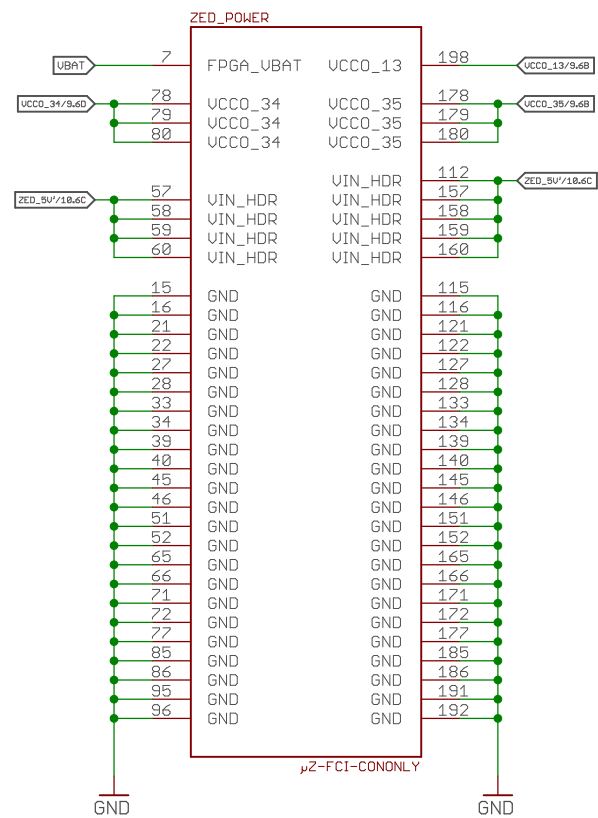 ZED_POWER
VBAT 7 FPGA_VBAT VCCO_13 198 VCCO_13/9.6B
VCCO_34/9.6D 78 VCCO_34 VCCO_35 178 VCCO_35/9.6B
79 VCCO_34 VCCO_35 179
80 VCCO_34 VCCO_35 180
VIN_HDR 112 ZED_5V'/10.6C
ZED_5V'/10.6C 57 VIN_HDR VIN_HDR 157
58 VIN_HDR VIN_HDR 158
59 VIN_HDR VIN_HDR 159
60 VIN_HDR VIN_HDR 160
15 GND GND 115
16 GND GND 116
21 GND GND 121
22 GND GND 122
27 GND GND 127
28 GND GND 128
33 GND GND 133
34 GND GND 134
39 GND GND 139
40 GND GND 140
45 GND GND 145
46 GND GND 146
51 GND GND 151
52 GND GND 152
65 GND GND 165
66 GND GND 166
71 GND GND 171
72 GND GND 172
77 GND GND 177
85 GND GND 185
86 GND GND 186
95 GND GND 191
96 GND GND 192
µZ-FCI-CONONLY
GND GND